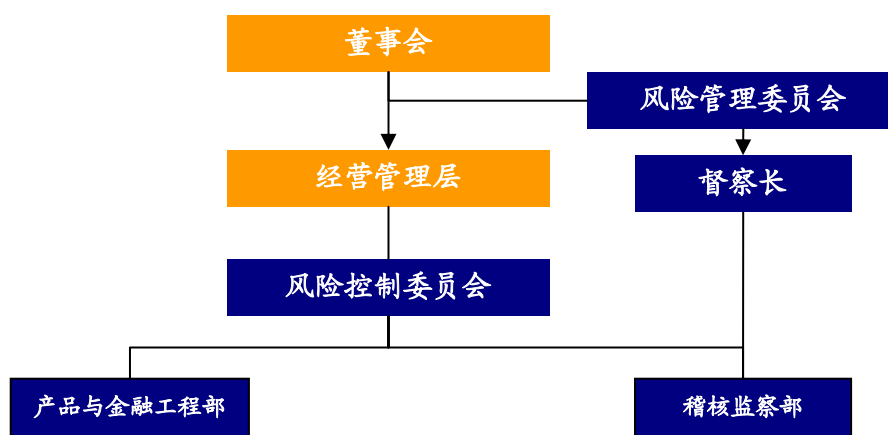 董事会
风险管理委员会
经营管理层
督察长
风险控制委员会
产品与金融工程部
稽核监察部